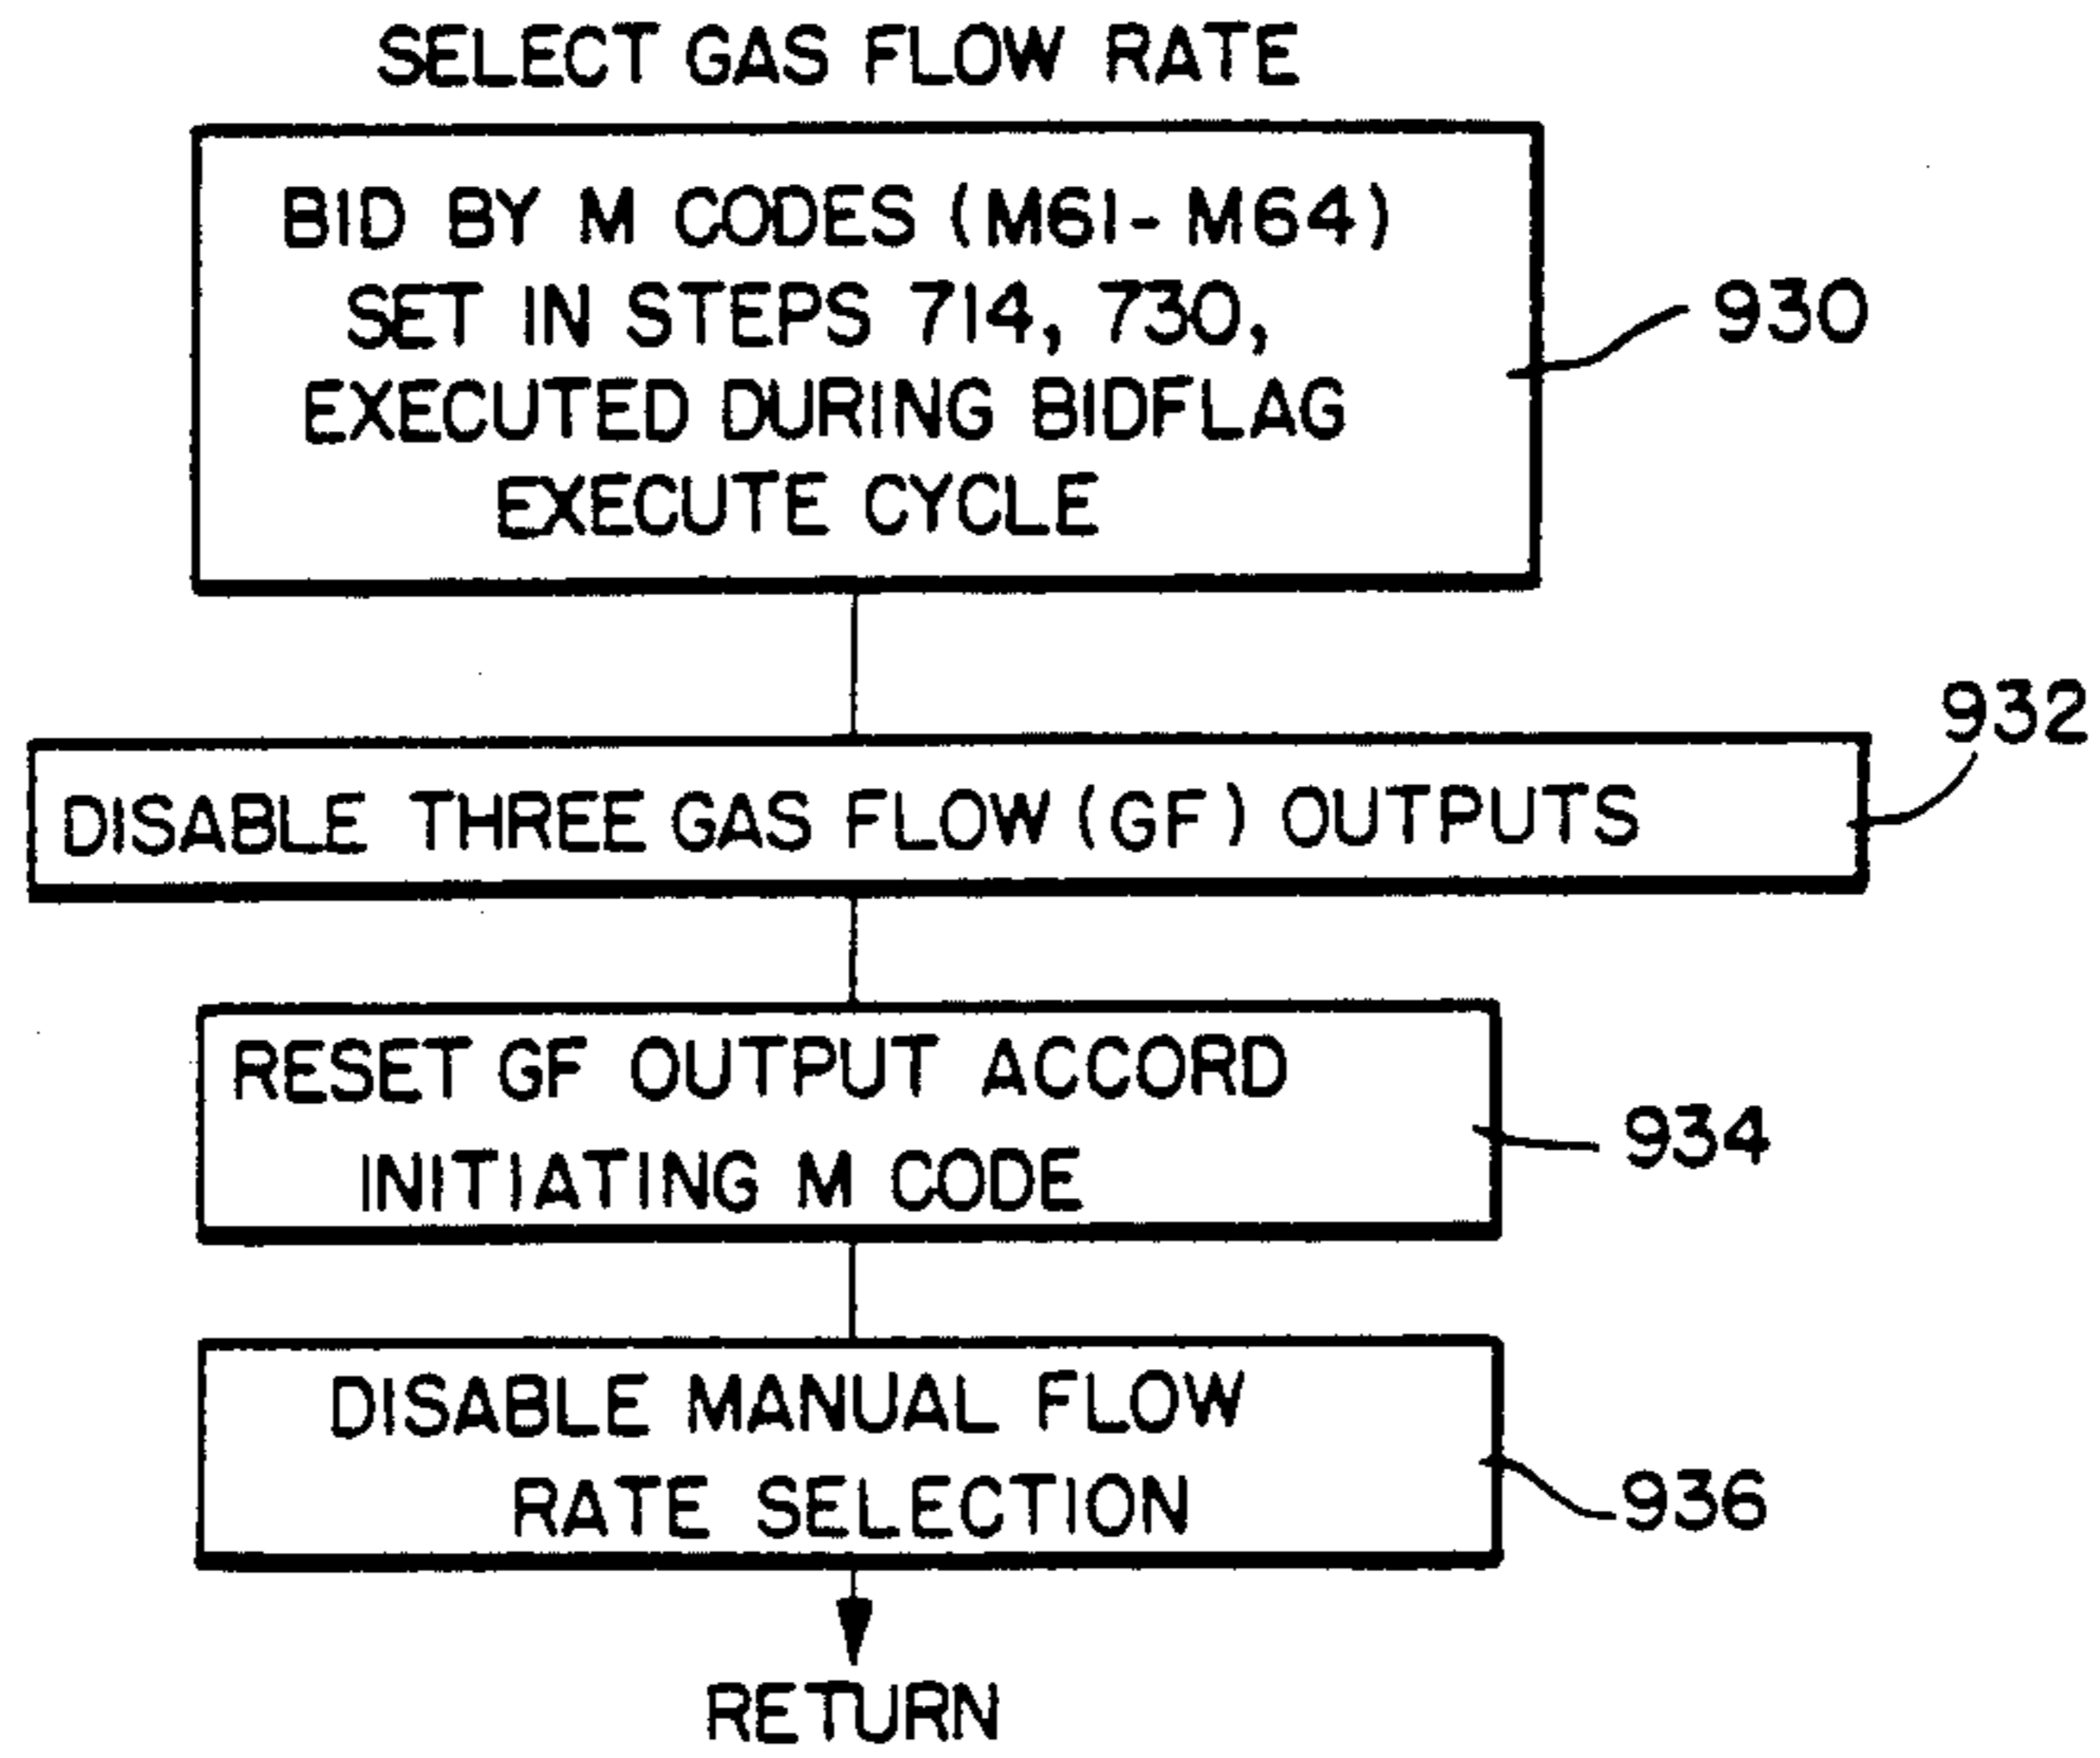 SELECT GAS FLOW RATE
BID BY M CODES (M61-M64)
SET IN STEPS 714, 730,
EXECUTED DURING BIDFLAG
EXECUTE CYCLE
930
932
DISABLE THREE GAS FLOW (GF) OUTPUTS
RESET GF OUTPUT ACCORD
INITIATING M CODE
934
DISABLE MANUAL FLOW
RATE SELECTION
936
RETURN